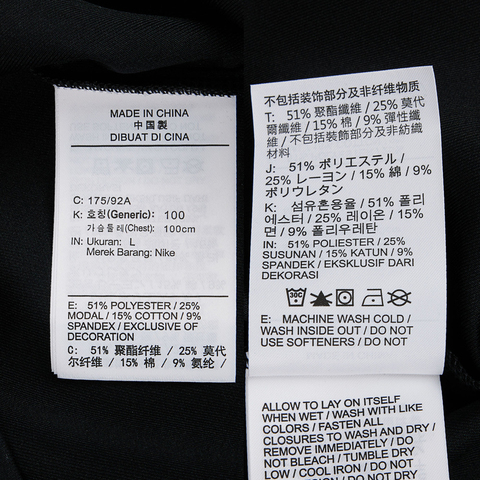 MADE IN CHINA
中国製
DIBUAT DI CINA
C: 175/92A
K: 호칭(Generic): 100
가슴둘레(Chest): 100cm
IN: Ukuran: L
Merek Barang: Nike
E: 51% POLYESTER / 25%
MODAL / 15% COTTON / 9%
SPANDEX / EXCLUSIVE OF
DECORATION
C: 51% 聚酯纤维 / 25% 莫代
尔纤维 / 15% 棉 / 9% 氨纶 /
不包括装饰部分及非纤维物质
T: 51% 聚酯纖維 / 25% 莫代
爾纖維 / 15% 棉 / 9% 彈性纖
維 / 不包括裝飾部分及非紡織
材料
J: 51% ポリエステル /
25% レーヨン / 15% 綿 / 9%
ポリウレタン
K: 섬유혼용율 / 51% 폴리
에스터 / 25% 레이온 / 15%
면 / 9% 폴리우레탄
IN: 51% POLIESTER / 25%
SUSUNAN / 15% KATUN / 9%
SPANDEK / EKSKLUSIF DARI
DEKORASI
30C
E: MACHINE WASH COLD /
WASH INSIDE OUT / DO NOT
USE SOFTENERS / DO NOT
ALLOW TO LAY ON ITSELF
WHEN WET / WASH WITH LIKE
COLORS / FASTEN ALL
CLOSURES TO WASH AND DRY /
REMOVE IMMEDIATELY / DO
NOT BLEACH / TUMBLE DRY
LOW / COOL IRON / DO NOT